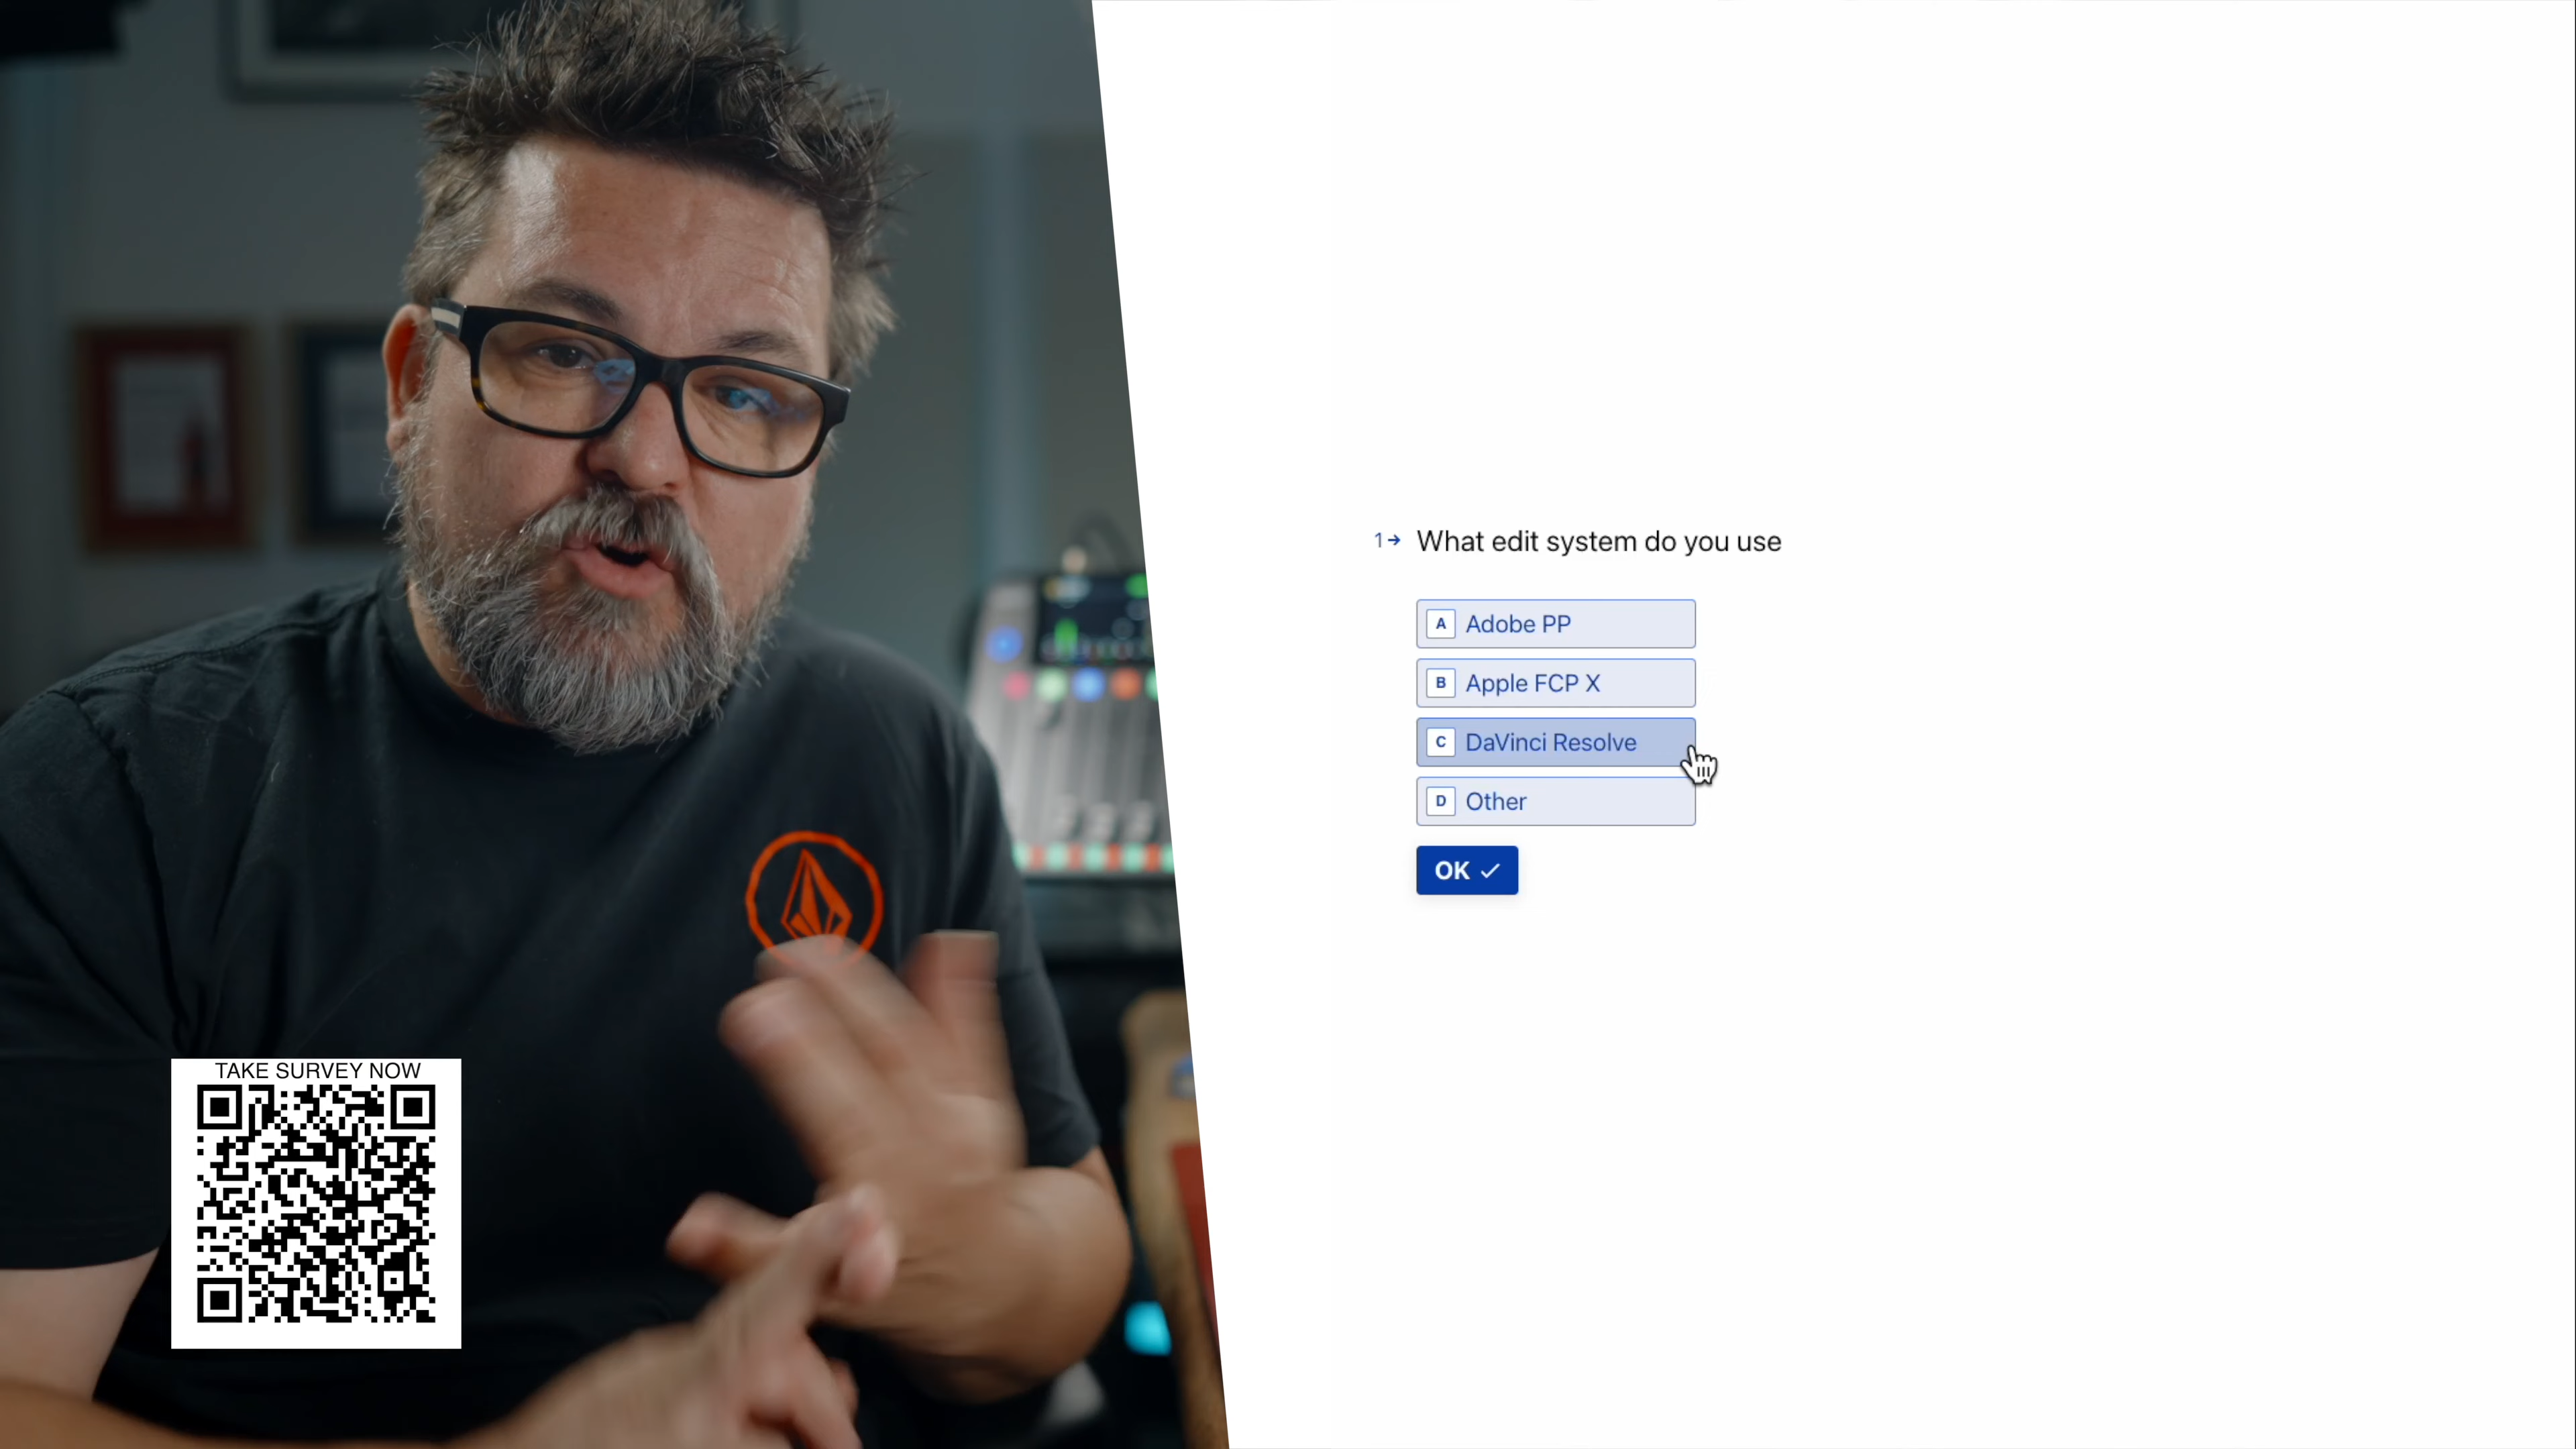 1→ What edit system do you use
A Adobe PP
B Apple FCP X
C DaVinci Resolve
D Other
OK ✓
TAKE SURVEY NOW